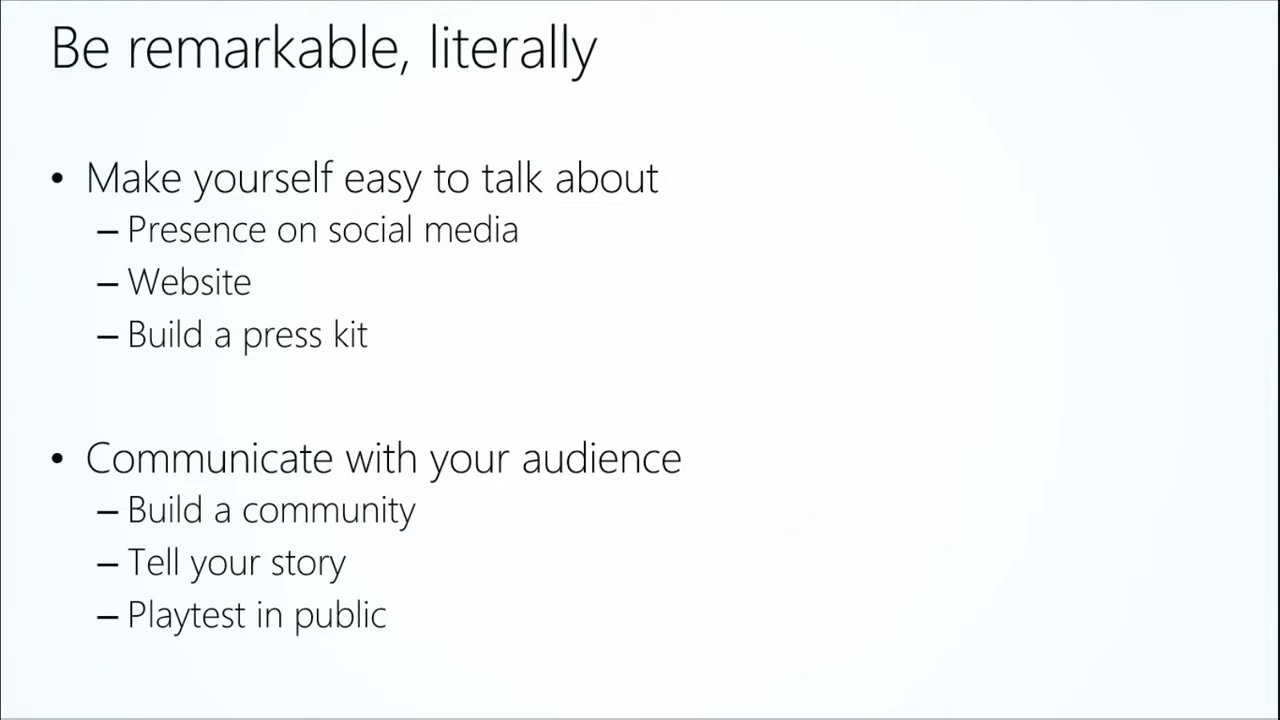 Be remarkable, literally
• Make yourself easy to talk about
– Presence on social media
– Website
– Build a press kit
• Communicate with your audience
– Build a community
– Tell your story
– Playtest in public